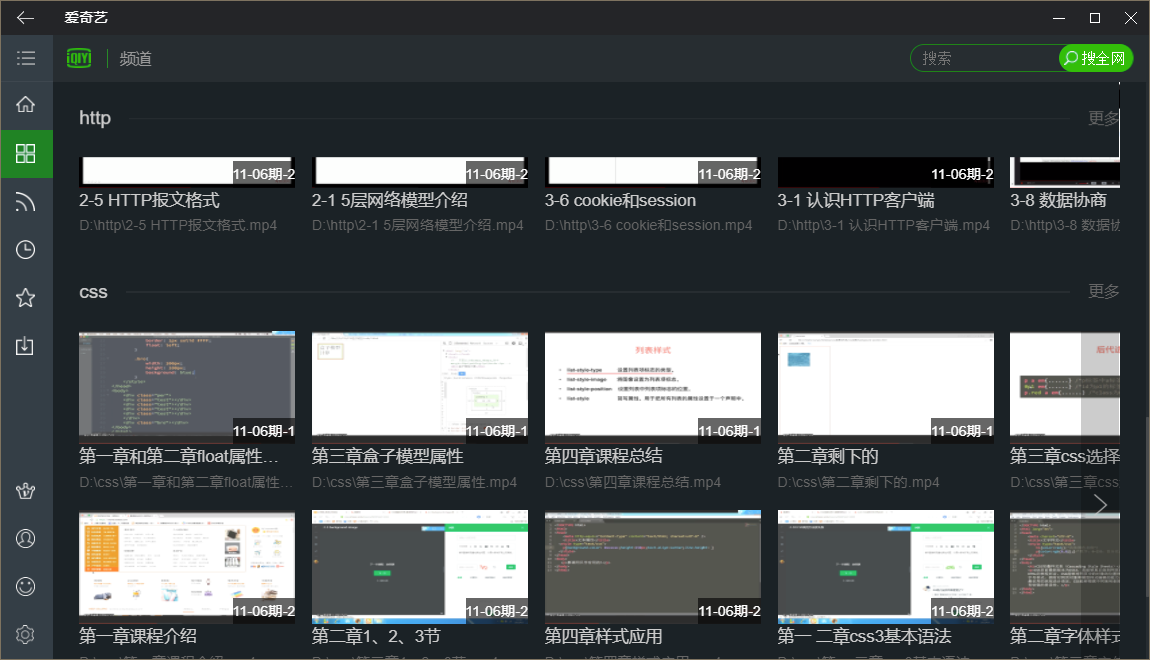 爱奇艺
iQIYI
频道
搜索
搜全网
http
更多
11-06期-2
11-06期-2
11-06期-2
11-06期-2
2-5 HTTP报文格式
2-1 5层网络模型介绍
3-6 cookie和session
3-1 认识HTTP客户端
3-8 数据协商
D:\http\2-5 HTTP报文格式.mp4
D:\http\2-1 5层网络模型介绍.mp4
D:\http\3-6 cookie和session.mp4
D:\http\3-1 认识HTTP客户端.mp4
D:\http\3-8 数据协
css
更多
列表样式
list-style-type
list-style-image
list-style-position
list-style
11-06期-1
11-06期-1
11-06期-1
11-06期-1
第一章和第二章float属性…
第三章盒子模型属性
第四章课程总结
第二章剩下的
第三章css选择
D:\css\第一章和第二章float属性…
D:\css\第三章盒子模型属性.mp4
D:\css\第四章课程总结.mp4
D:\css\第二章剩下的.mp4
D:\css\第三章css
11-06期-2
11-06期-2
11-06期-2
11-06期-2
第一章课程介绍
第二章1、2、3节
第四章样式应用
第一 二章css3基本语法
第二章字体样式